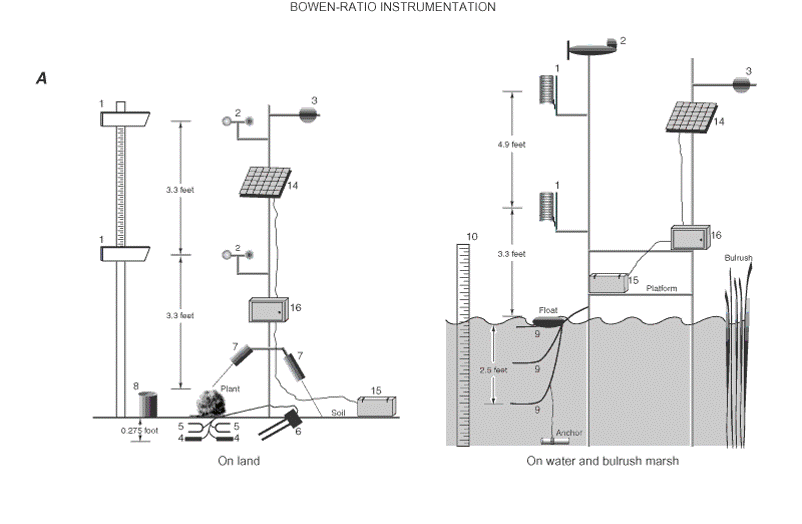 BOWEN-RATIO INSTRUMENTATION
A
1
2
3
3.3 feet
14
1
2
3.3 feet
16
7
7
8
Plant
15
Soil
0.275 foot
5
5
4
4
6
On land
2
1
3
14
4.9 feet
1
10
16
3.3 feet
Bulrush
15
Platform
Float
9
2.5 feet
9
9
Anchor
On water and bulrush marsh